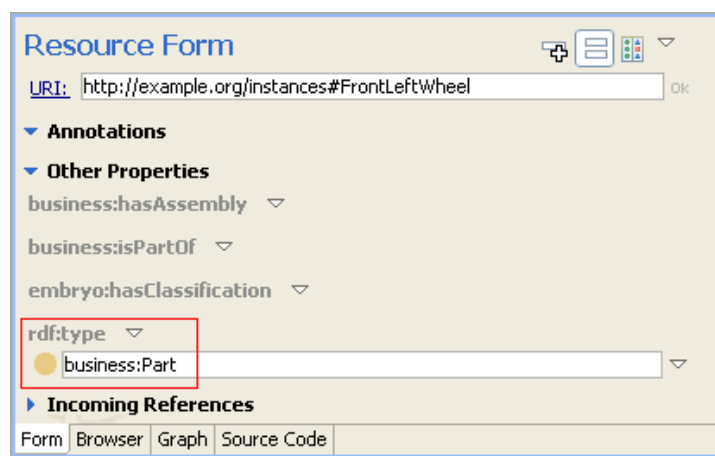 Resource Form
URI: http://example.org/instances#FrontLeftWheel Ok
Annotations
Other Properties
business:hasAssembly
business:isPartOf
embryo:hasClassification
rdf:type
business:Part
Incoming References
Form Browser Graph Source Code